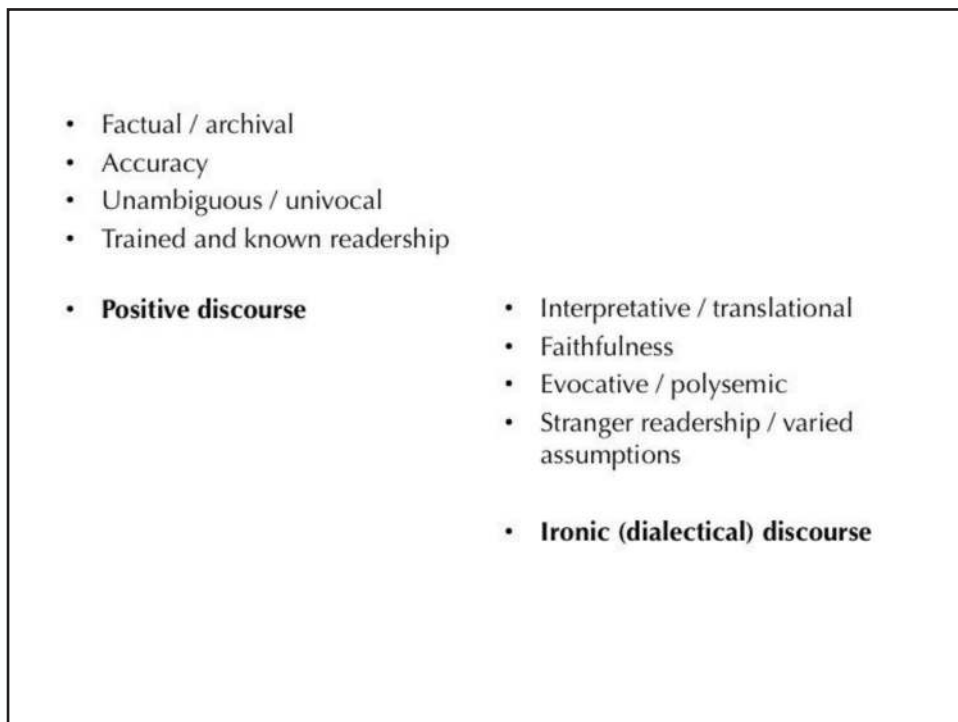 • Factual / archival
• Accuracy
• Unambiguous / univocal
• Trained and known readership
• Positive discourse
• Interpretative / translational
• Faithfulness
• Evocative / polysemic
• Stranger readership / varied
assumptions
• Ironic (dialectical) discourse